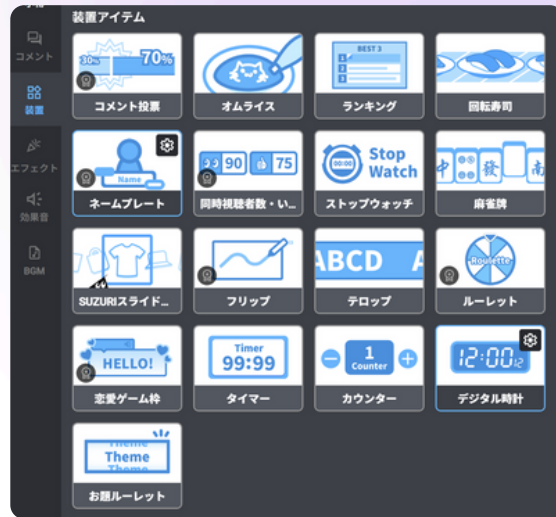 装置アイテム
コメント
装置
エフェクト
効果音
BGM
30%
70%
コメント投票
オムライス
BEST 3
1
2
3
ランキング
回転寿司
Name
ネームプレート
90
75
同時視聴者数・い...
00:00
Stop
Watch
ストップウォッチ
中
發
南
麻雀牌
SUZURIスライド...
フリップ
ABCD A
テロップ
Roulette
ルーレット
HELLO!
恋愛ゲーム枠
Timer
99:99
タイマー
1
Counter
カウンター
12:00
12
デジタル時計
Theme
Theme
Theme
お題ルーレット